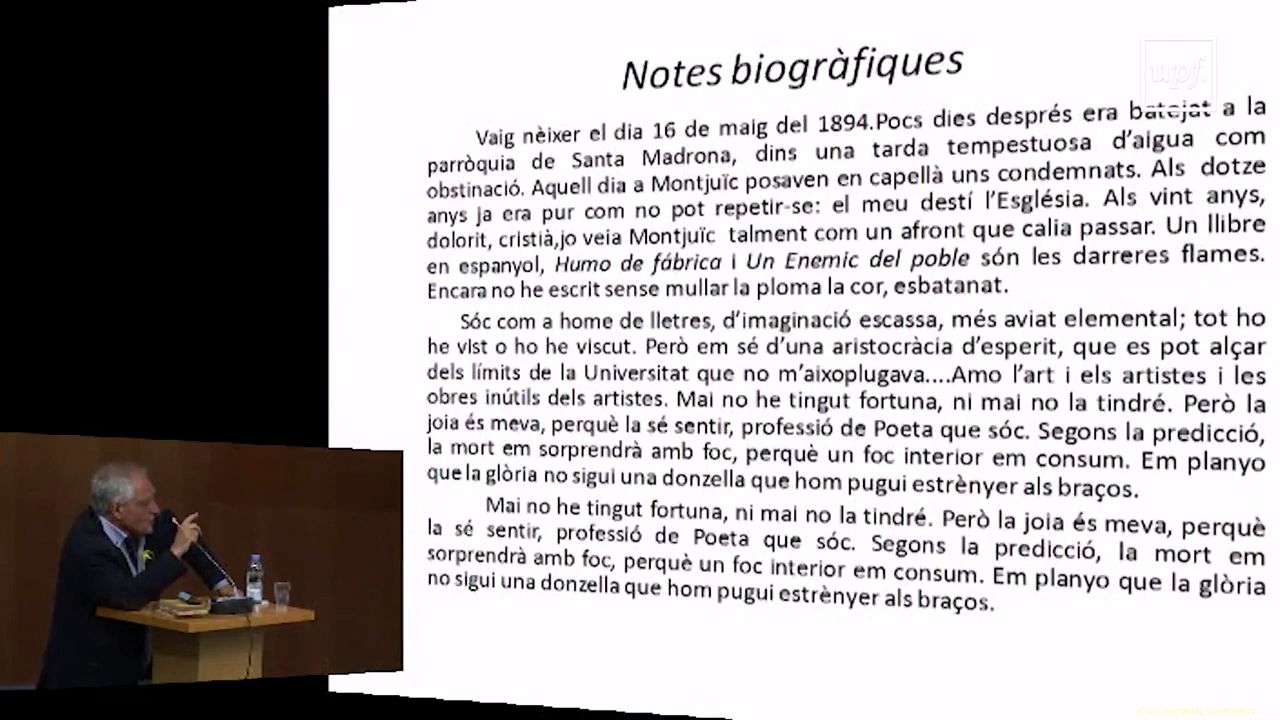 Notes biogràfiques
upf.
Vaig nèixer el dia 16 de maig del 1894.Pocs dies després era batejat a la
parròquia de Santa Madrona, dins una tarda tempestuosa d'aigua com
obstinació. Aquell dia a Montjuïc posaven en capellà uns condemnats. Als dotze
anys ja era pur com no pot repetir-se: el meu destí l'Església. Als vint anys,
dolorit, cristià,jo veia Montjuïc talment com un afront que calia passar. Un llibre
en espanyol, Humo de fábrica i Un Enemic del poble són les darreres flames.
Encara no he escrit sense mullar la ploma la cor, esbatanat.
Sóc com a home de lletres, d'imaginació escassa, més aviat elemental; tot ho
he vist o ho he viscut. Però em sé d'una aristocràcia d'esperit, que es pot alçar
dels límits de la Universitat que no m'aixoplugava....Amo l'art i els artistes i les
obres inútils dels artistes. Mai no he tingut fortuna, ni mai no la tindré. Però la
joia és meva, perquè la sé sentir, professió de Poeta que sóc. Segons la predicció,
la mort em sorprendrà amb foc, perquè un foc interior em consum. Em planyo
que la glòria no sigui una donzella que hom pugui estrènyer als braços.
Mai no he tingut fortuna, ni mai no la tindré. Però la joia és meva, perquè
la sé sentir, professió de Poeta que sóc. Segons la predicció, la mort em
sorprendrà amb foc, perquè un foc interior em consum. Em planyo que la glòria
no sigui una donzella que hom pugui estrènyer als braços.